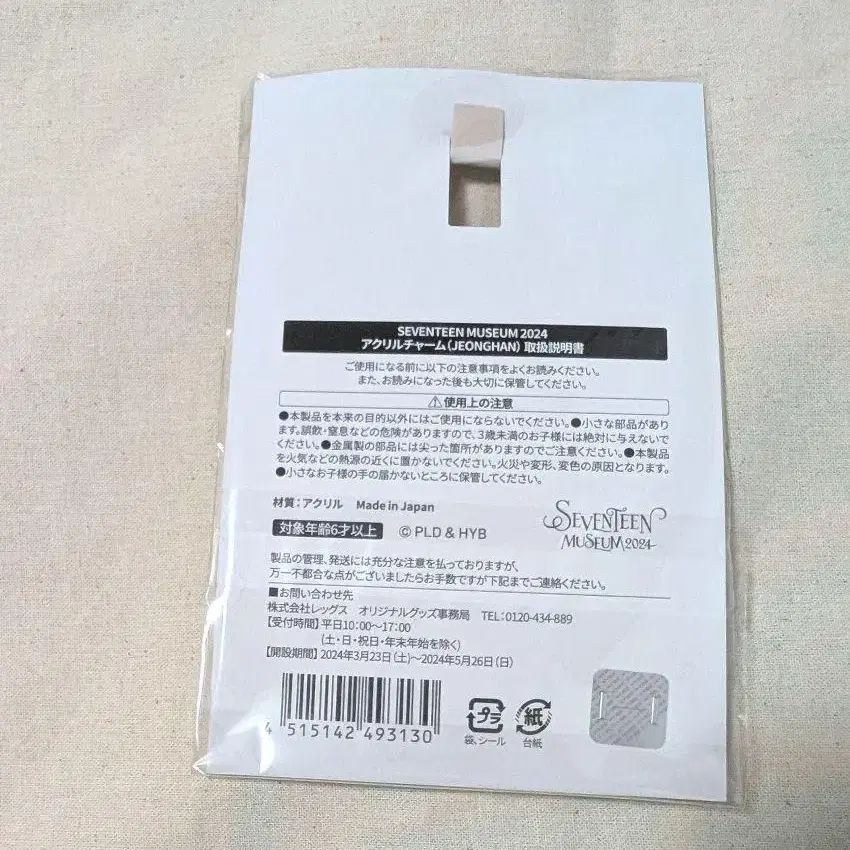 SEVENTEEN MUSEUM 2024
アクリルチャーム(JEONGHAN) 取扱説明書
ご使用になる前に以下の注意事項をよくお読みください。
また、お読みになった後も大切に保管してください。
⚠使用上の注意
●本製品を本来の目的以外にはご使用にならないでください。●小さな部品があり
ます。誤飲・窒息などの危険がありますので、3歳未満のお子様には絶対に与えないで
ください。●金属製の部品には尖った箇所がありますのでご注意ください。●本製品
を火気などの熱源の近くに置かないでください。火災や変形、変色の原因となります。
●小さなお子様の手の届かないところに保管してください。
材質：アクリル Made in Japan
対象年齢6才以上 © PLD & HYB
SEVENTEEN
MUSEUM 2024
製品の管理、発送には充分な注意を払っておりますが、
万一不都合な点がございましたらお手数ですが下記までご連絡ください。
■お問い合わせ先
株式会社レッグス オリジナルグッズ事務局 TEL：0120-434-889
【受付時間】平日10:00～17:00
(土・日・祝日・年末年始を除く)
【開設期間】2024年3月23日(土)～2024年5月26日(日)
4 515142 493130
プラ
袋、シール
紙
台紙